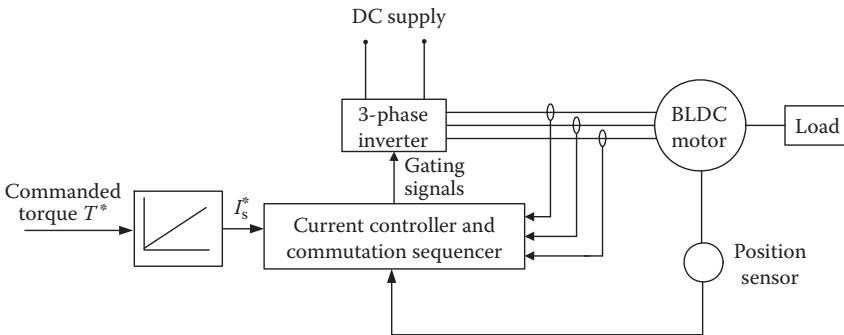 DC supply
3-phase
inverter
BLDC
motor
Load
Gating
signals
Commanded
torque T*
I*s
Current controller and
commutation sequencer
Position
sensor